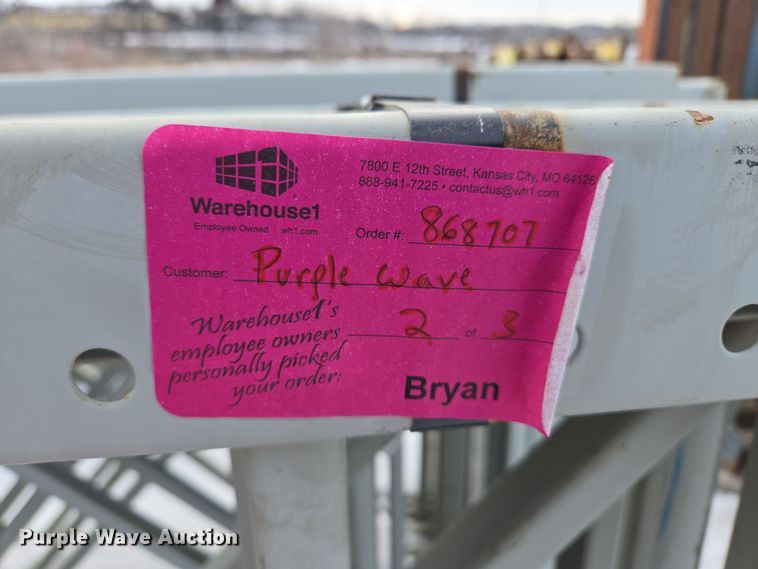 7800 E 12th Street, Kansas City, MO 64126
888-941-7225 • contactus@wh1.com
Warehouse1
Employee Owned wh1.com
Order #: 868707
Customer: Purple wave
Warehouse1's
employee owners
personally picked
your order:
2 of 3
Bryan
Purple Wave Auction